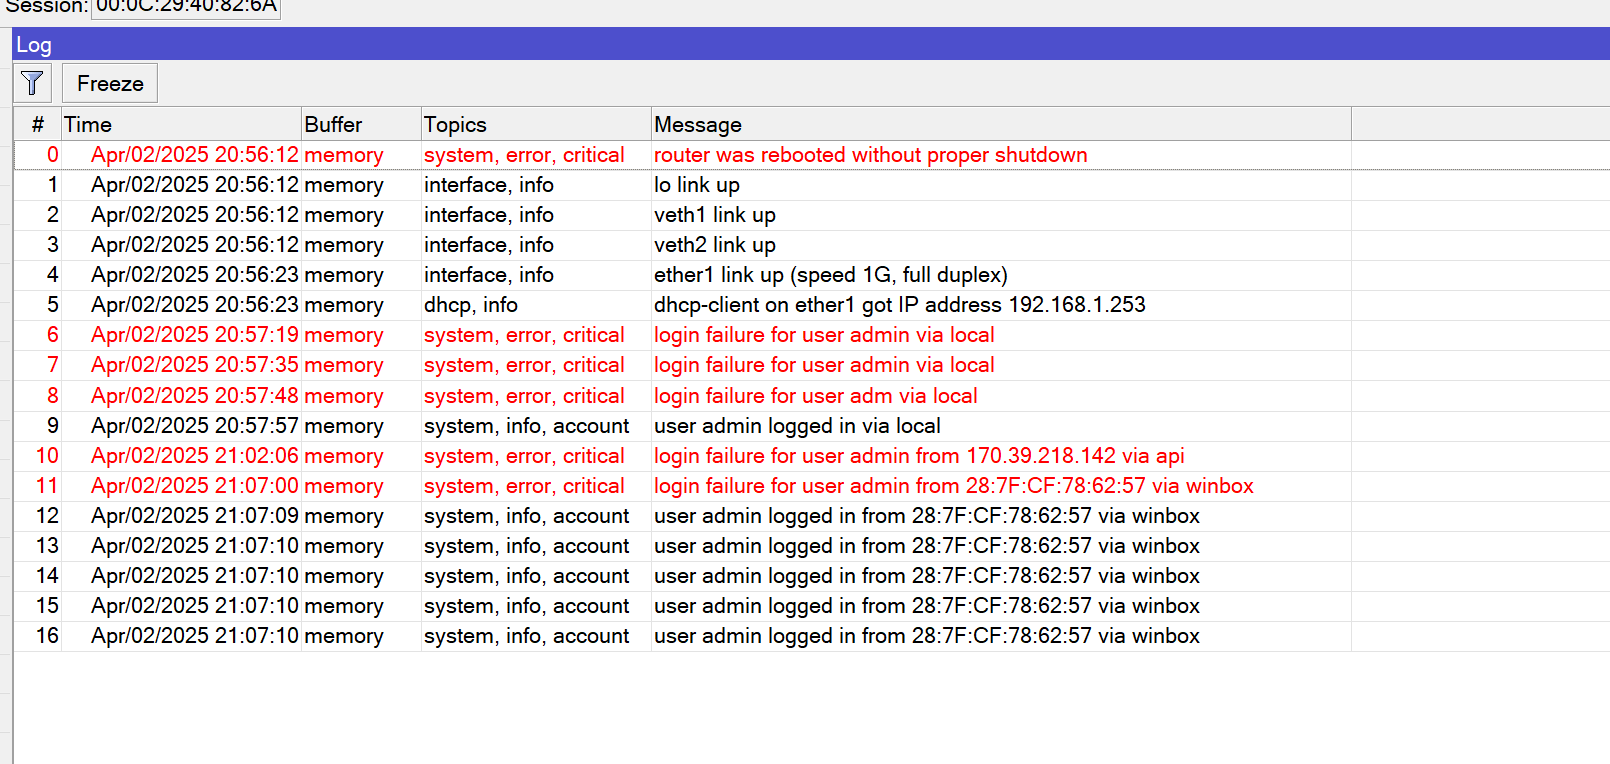 Session: 00:0C:29:40:82:6A
Log
Freeze
# Time Buffer Topics Message
0 Apr/02/2025 20:56:12 memory system, error, critical router was rebooted without proper shutdown
1 Apr/02/2025 20:56:12 memory interface, info lo link up
2 Apr/02/2025 20:56:12 memory interface, info veth1 link up
3 Apr/02/2025 20:56:12 memory interface, info veth2 link up
4 Apr/02/2025 20:56:23 memory interface, info ether1 link up (speed 1G, full duplex)
5 Apr/02/2025 20:56:23 memory dhcp, info dhcp-client on ether1 got IP address 192.168.1.253
6 Apr/02/2025 20:57:19 memory system, error, critical login failure for user admin via local
7 Apr/02/2025 20:57:35 memory system, error, critical login failure for user admin via local
8 Apr/02/2025 20:57:48 memory system, error, critical login failure for user adm via local
9 Apr/02/2025 20:57:57 memory system, info, account user admin logged in via local
10 Apr/02/2025 21:02:06 memory system, error, critical login failure for user admin from 170.39.218.142 via api
11 Apr/02/2025 21:07:00 memory system, error, critical login failure for user admin from 28:7F:CF:78:62:57 via winbox
12 Apr/02/2025 21:07:09 memory system, info, account user admin logged in from 28:7F:CF:78:62:57 via winbox
13 Apr/02/2025 21:07:10 memory system, info, account user admin logged in from 28:7F:CF:78:62:57 via winbox
14 Apr/02/2025 21:07:10 memory system, info, account user admin logged in from 28:7F:CF:78:62:57 via winbox
15 Apr/02/2025 21:07:10 memory system, info, account user admin logged in from 28:7F:CF:78:62:57 via winbox
16 Apr/02/2025 21:07:10 memory system, info, account user admin logged in from 28:7F:CF:78:62:57 via winbox